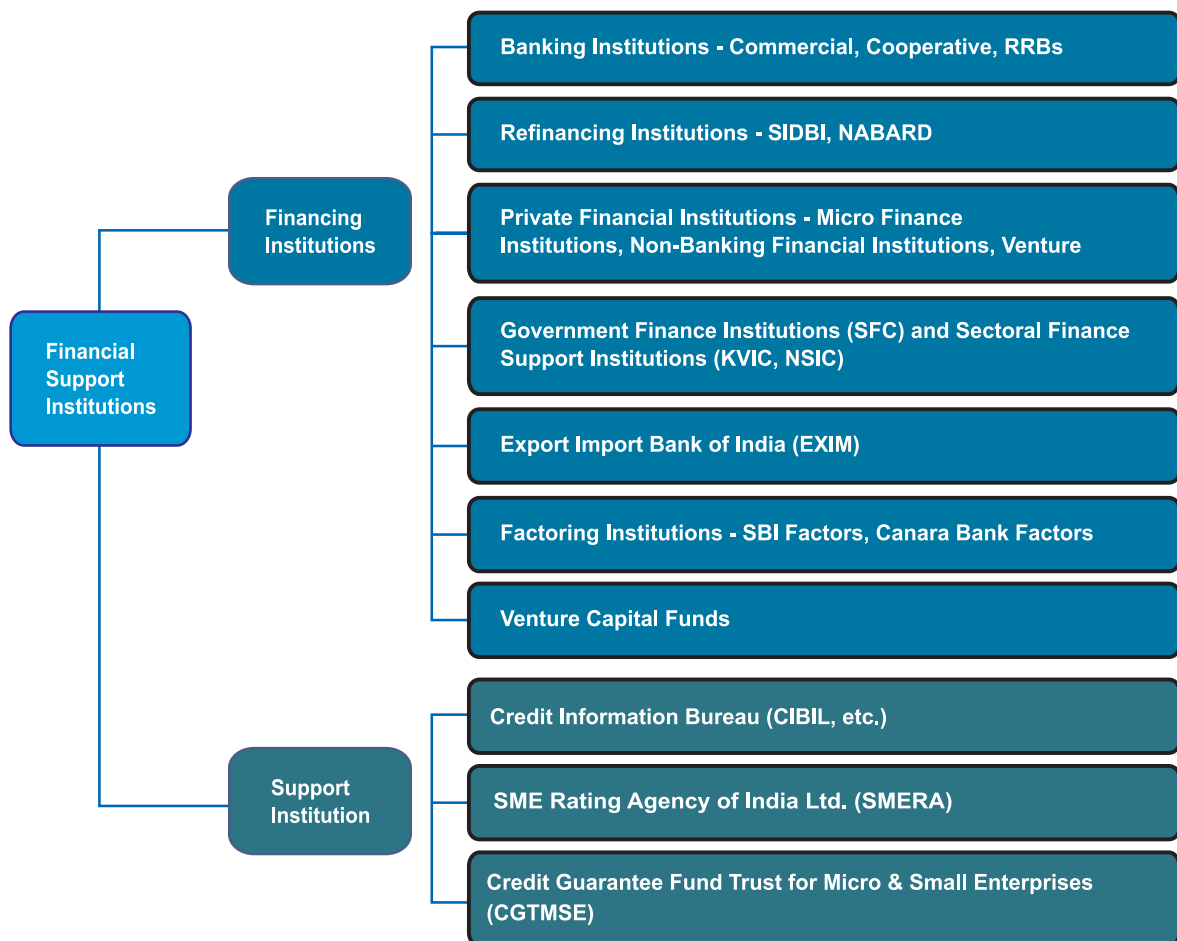 Financial
Support
Institutions
Financing
Institutions
Banking Institutions - Commercial, Cooperative, RRBs
Refinancing Institutions - SIDBI, NABARD
Private Financial Institutions - Micro Finance
Institutions, Non-Banking Financial Institutions, Venture
Government Finance Institutions (SFC) and Sectoral Finance
Support Institutions (KVIC, NSIC)
Export Import Bank of India (EXIM)
Factoring Institutions - SBI Factors, Canara Bank Factors
Venture Capital Funds
Support
Institution
Credit Information Bureau (CIBIL, etc.)
SME Rating Agency of India Ltd. (SMERA)
Credit Guarantee Fund Trust for Micro & Small Enterprises
(CGTMSE)